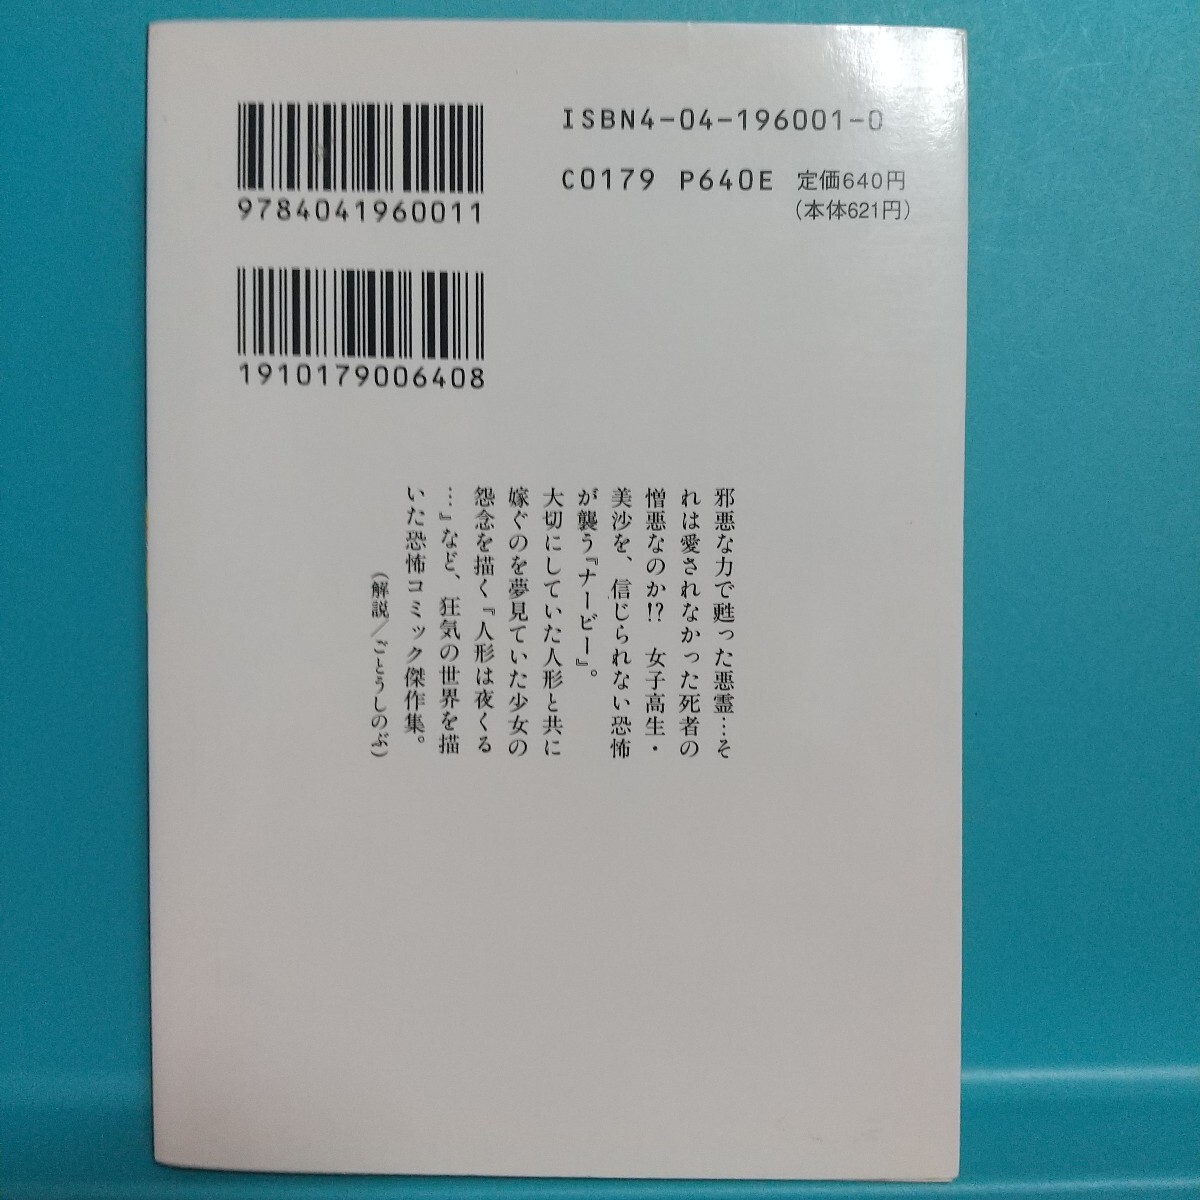 ISBN4-04-196001-0
C0179 P640E 定価640円
(本体621円)
9784041960011
1910179006408
邪悪な力で甦った悪霊…そ
れは愛されなかった死者の
憎悪なのか!? 女子高生・
美沙を、信じられない恐怖
が襲う『ナービー』。
大切にしていた人形と共に
嫁ぐのを夢見ていた少女の
怨念を描く『人形は夜くる
…』など、狂気の世界を描
いた恐怖コミック傑作集。
(解説/ごとうしのぶ)